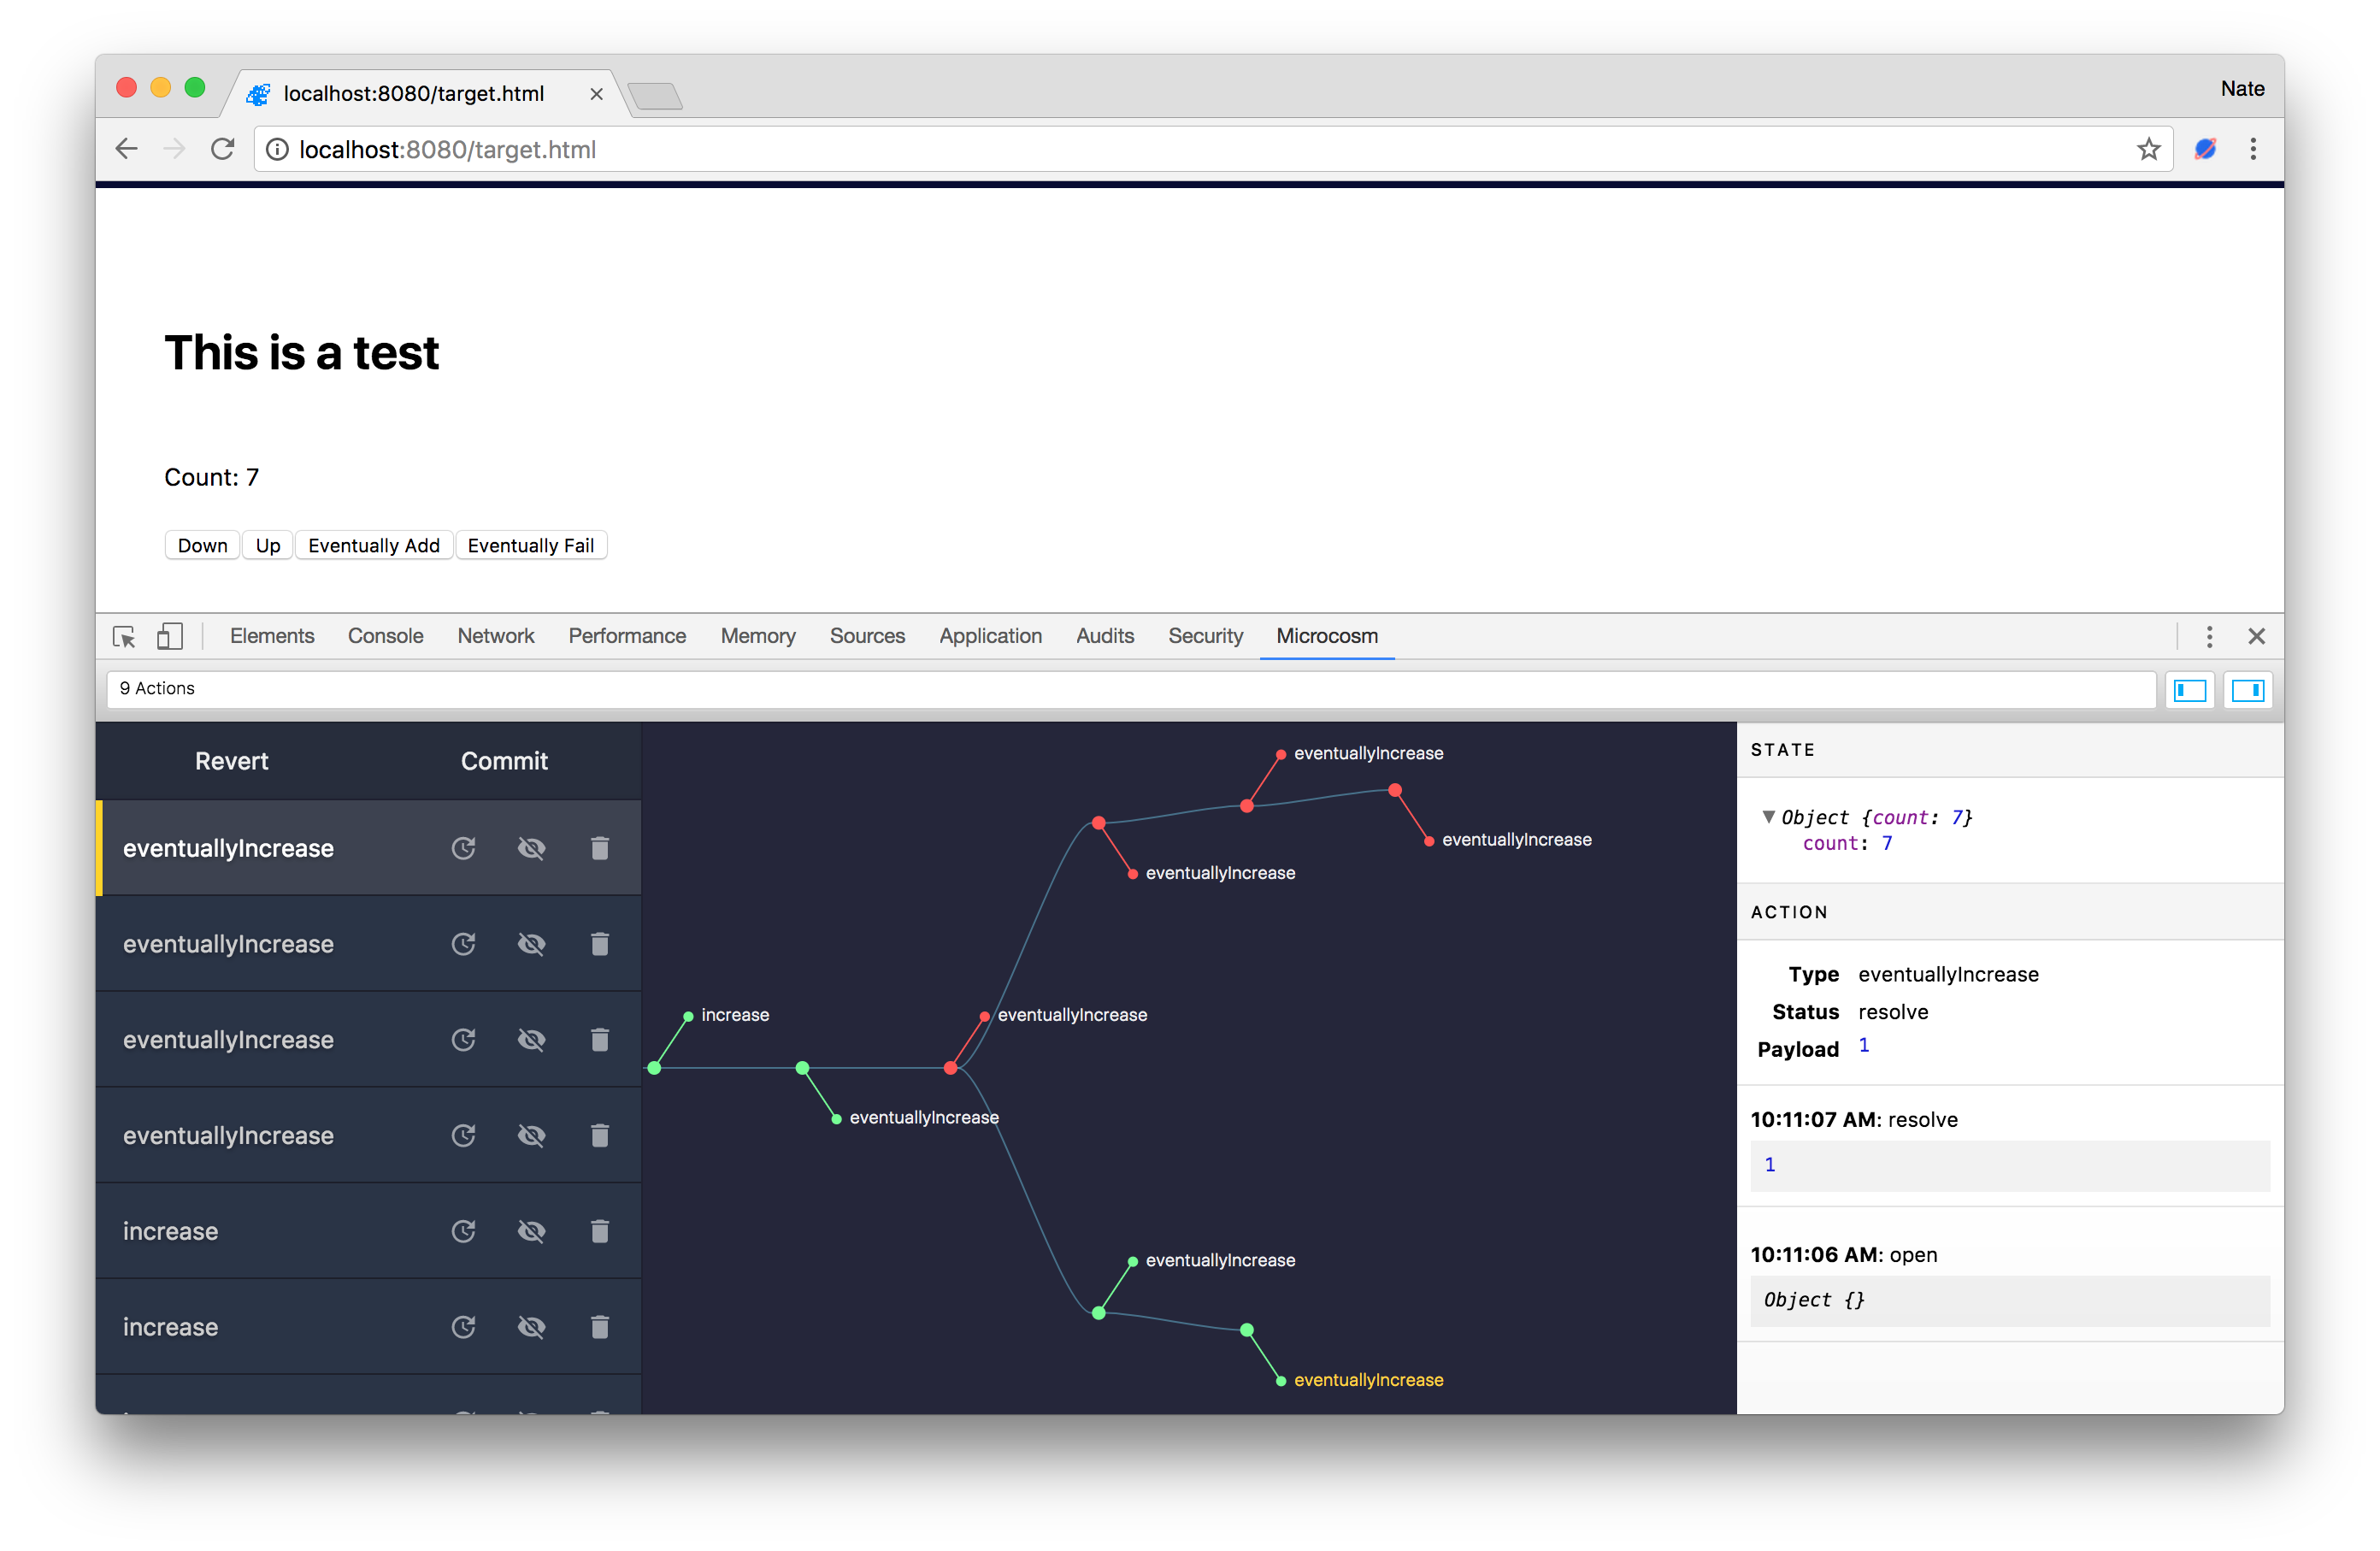 localhost:8080/target.html
Nate
localhost:8080/target.html
This is a test
Count: 7
Down Up Eventually Add Eventually Fail
Elements Console Network Performance Memory Sources Application Audits Security Microcosm
9 Actions
Revert Commit
eventuallyIncrease
eventuallyIncrease
eventuallyIncrease
eventuallyIncrease
increase
increase
eventuallyIncrease
eventuallyIncrease
eventuallyIncrease
increase
eventuallyIncrease
eventuallyIncrease
eventuallyIncrease
eventuallyIncrease
STATE
Object {count: 7}
count: 7
ACTION
Type eventuallyIncrease
Status resolve
Payload 1
10:11:07 AM: resolve
1
10:11:06 AM: open
Object {}